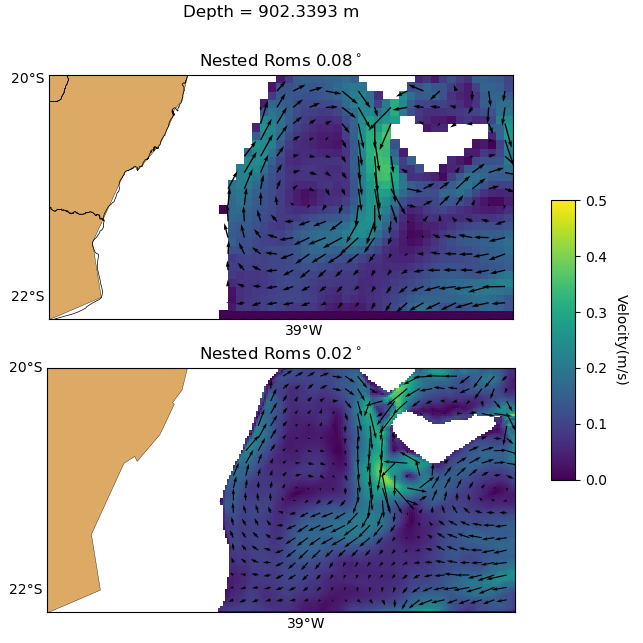 Depth = 902.3393 m
Nested Roms 0.08°
20°S
22°S
39°W
0.5
0.4
0.3
0.2
0.1
0.0
Velocity(m/s)
Nested Roms 0.02°
20°S
22°S
39°W